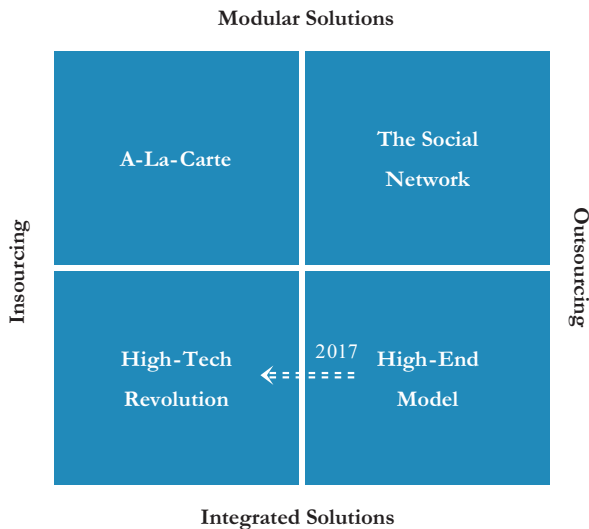 Modular Solutions
A-La-Carte
The Social
Network
Insourcing
Outsourcing
High-Tech
Revolution
2017
High-End
Model
Integrated Solutions